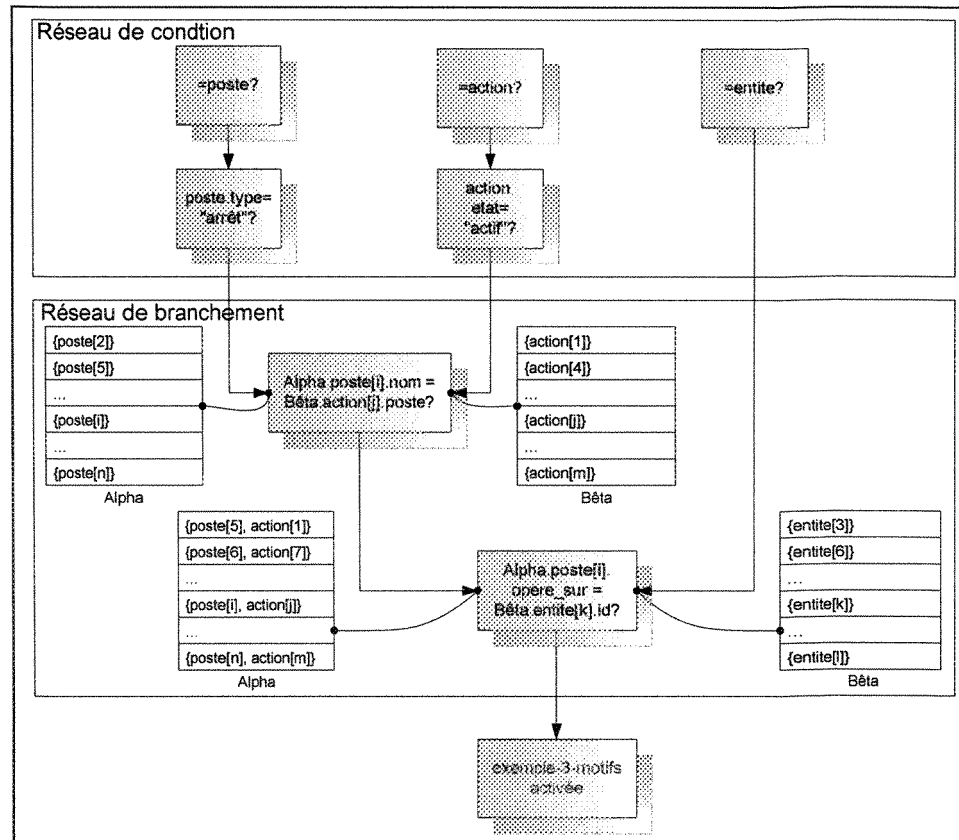 Réseau de condtion
=poste?
=action?
=entite?
poste.type=
"arrêt"?
action
etat=
"actif"?
Réseau de branchement
{poste[2]}
{poste[5]}
...
{poste[i]}
...
{poste[n]}
Alpha
Alpha.poste[i].nom =
Bêta.action[j].poste?
{action[1]}
{action[4]}
...
{action[j]}
...
{action[m]}
Bêta
{poste[5], action[1]}
{poste[6], action[7]}
...
{poste[i], action[j]}
...
{poste[n], action[m]}
Alpha
Alpha.poste[i].
opere_sur =
Bêta.entite[k].id?
{entite[3]}
{entite[6]}
...
{entite[k]}
...
{entite[l]}
Bêta
exemple-3-motifs
activée